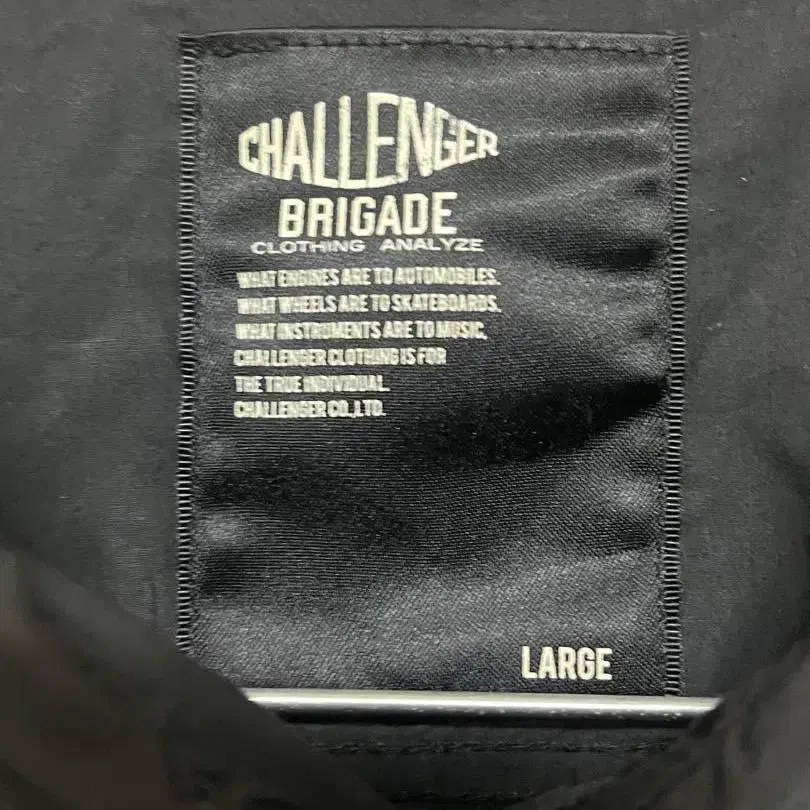 CHALLENGER
BRIGADE
CLOTHING ANALYZE
WHAT ENGINES ARE TO AUTOMOBILES.
WHAT WHEELS ARE TO SKATEBOARDS,
WHAT INSTRUMENTS ARE TO MUSIC,
CHALLENGER CLOTHING IS FOR
THE TRUE INDIVIDUAL.
CHALLENGER CO.,LTD.
LARGE